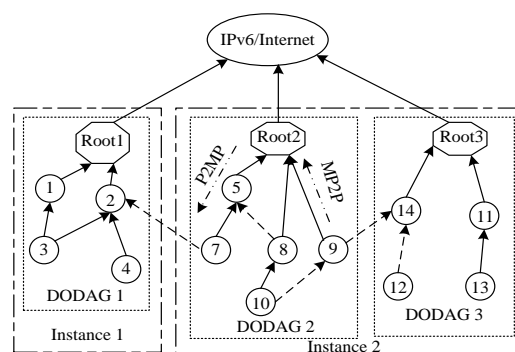 IPv6/Internet
Root1
Root2
Root3
P2MP
MP2P
1
2
5
14
11
3
4
7
8
9
10
12
13
DODAG 1
DODAG 2
DODAG 3
Instance 1
Instance 2